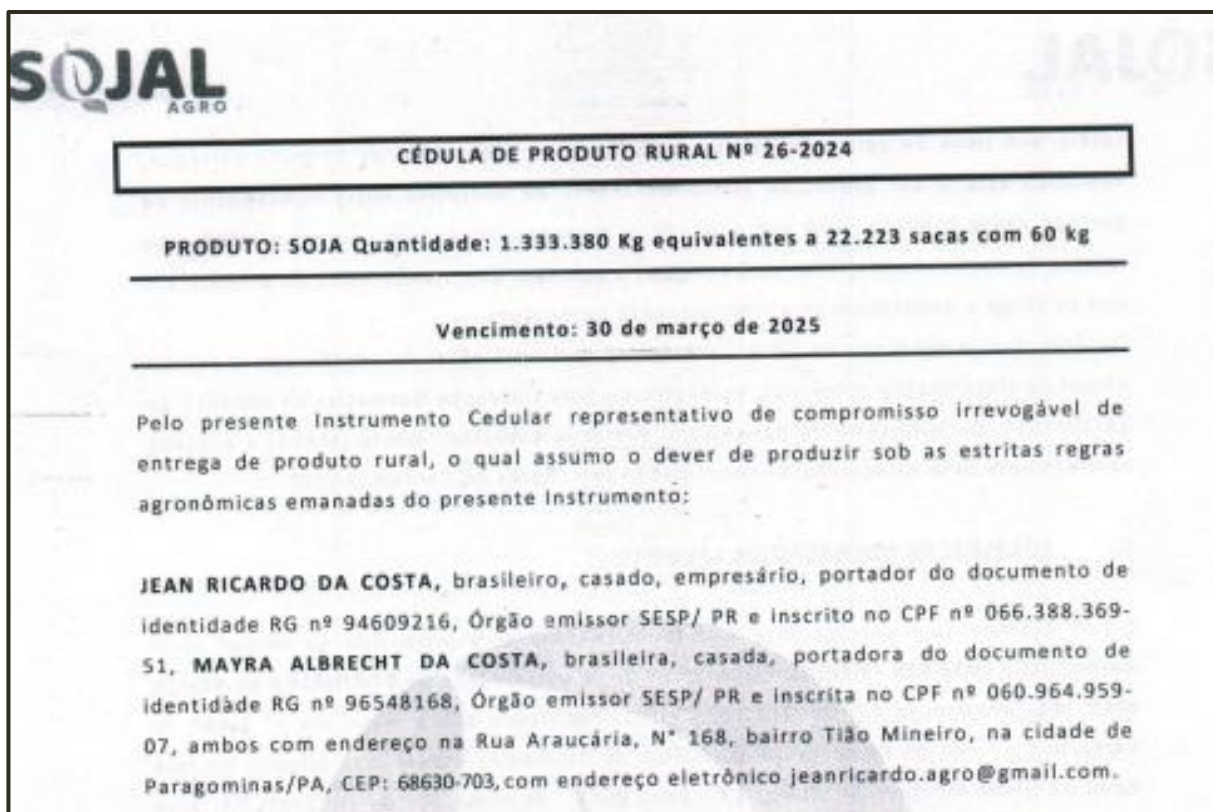 SOJAL
AGRO
CÉDULA DE PRODUTO RURAL Nº 26-2024
PRODUTO: SOJA Quantidade: 1.333.380 Kg equivalentes a 22.223 sacas com 60 kg
Vencimento: 30 de março de 2025
Pelo presente Instrumento Cedular representativo de compromisso irrevogável de
entrega de produto rural, o qual assumo o dever de produzir sob as estritas regras
agronômicas emanadas do presente Instrumento:
JEAN RICARDO DA COSTA, brasileiro, casado, empresário, portador do documento de
identidade RG nº 94609216, Órgão emissor SESP/ PR e inscrito no CPF nº 066.388.369-
51, MAYRA ALBRECHT DA COSTA, brasileira, casada, portadora do documento de
identidade RG nº 96548168, Órgão emissor SESP/ PR e inscrita no CPF nº 060.964.959-
07, ambos com endereço na Rua Araucária, N° 168, bairro Tião Mineiro, na cidade de
Paragominas/PA, CEP: 68630-703, com endereço eletrônico jeanricardo.agro@gmail.com.